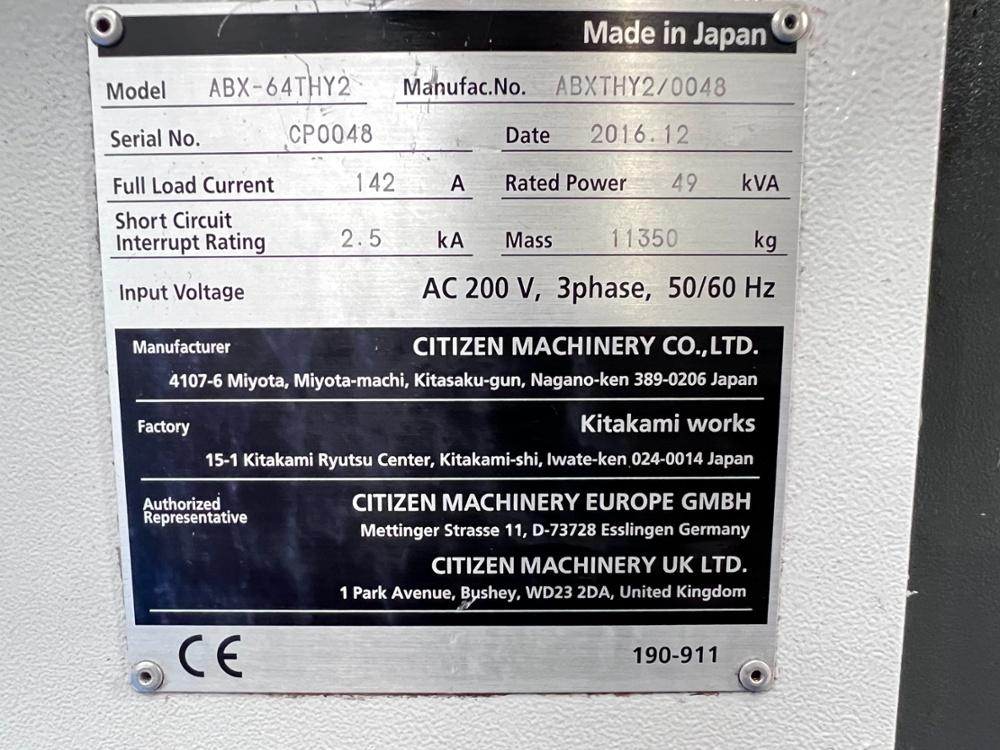 Made in Japan
Model ABX-64THY2 Manufac.No. ABXTHY2/0048
Serial No. CP0048 Date 2016.12
Full Load Current 142 A Rated Power 49 kVA
Short Circuit
Interrupt Rating 2.5 kA Mass 11350 kg
Input Voltage AC 200 V, 3phase, 50/60 Hz
Manufacturer CITIZEN MACHINERY CO.,LTD.
4107-6 Miyota, Miyota-machi, Kitasaku-gun, Nagano-ken 389-0206 Japan
Factory Kitakami works
15-1 Kitakami Ryutsu Center, Kitakami-shi, Iwate-ken 024-0014 Japan
Authorized
Representative CITIZEN MACHINERY EUROPE GMBH
Mettinger Strasse 11, D-73728 Esslingen Germany
CITIZEN MACHINERY UK LTD.
1 Park Avenue, Bushey, WD23 2DA, United Kingdom
CE 190-911